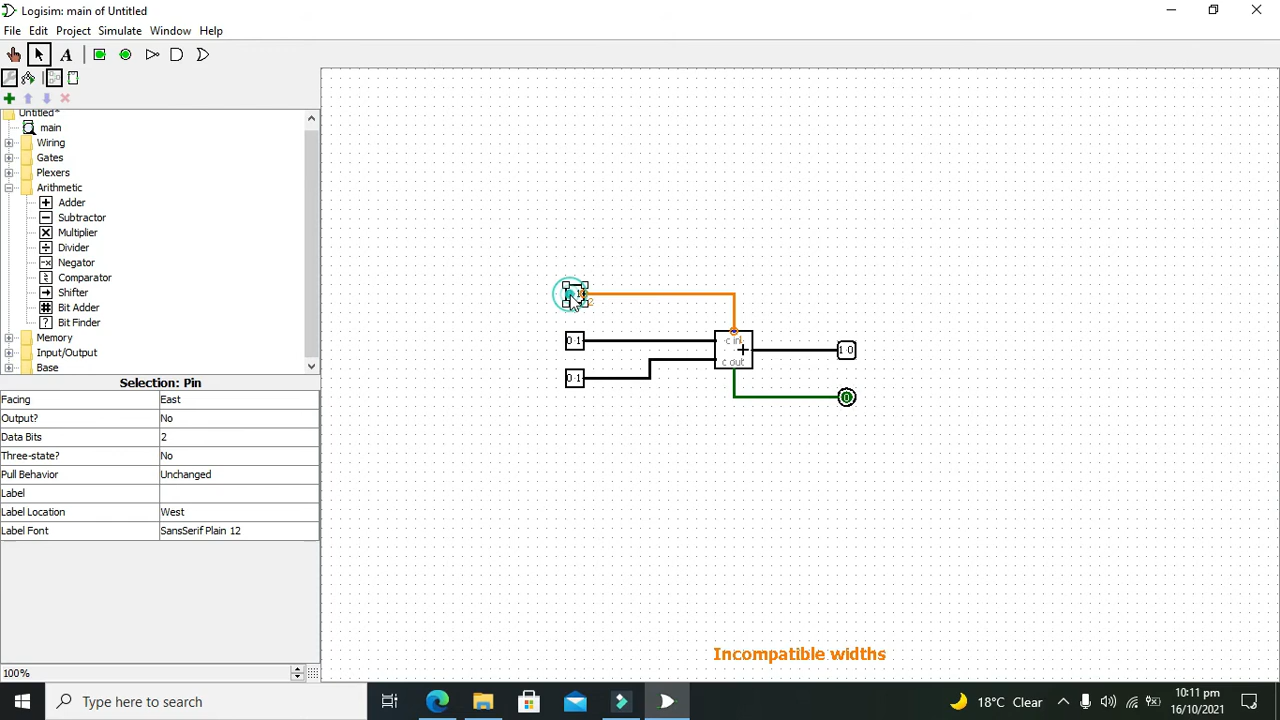 Logisim: main of Untitled
File Edit Project Simulate Window Help
A
Untitled*
main
Wiring
Gates
Plexers
Arithmetic
Adder
Subtractor
Multiplier
Divider
Negator
Comparator
Shifter
Bit Adder
Bit Finder
Memory
Input/Output
Base
Selection: Pin
Facing East
Output? No
Data Bits 2
Three-state? No
Pull Behavior Unchanged
Label
Label Location West
Label Font SansSerif Plain 12
100%
2
0 1
0 1
c in
c out
1 0
0
Incompatible widths
Type here to search
18°C Clear
10:11 pm
16/10/2021